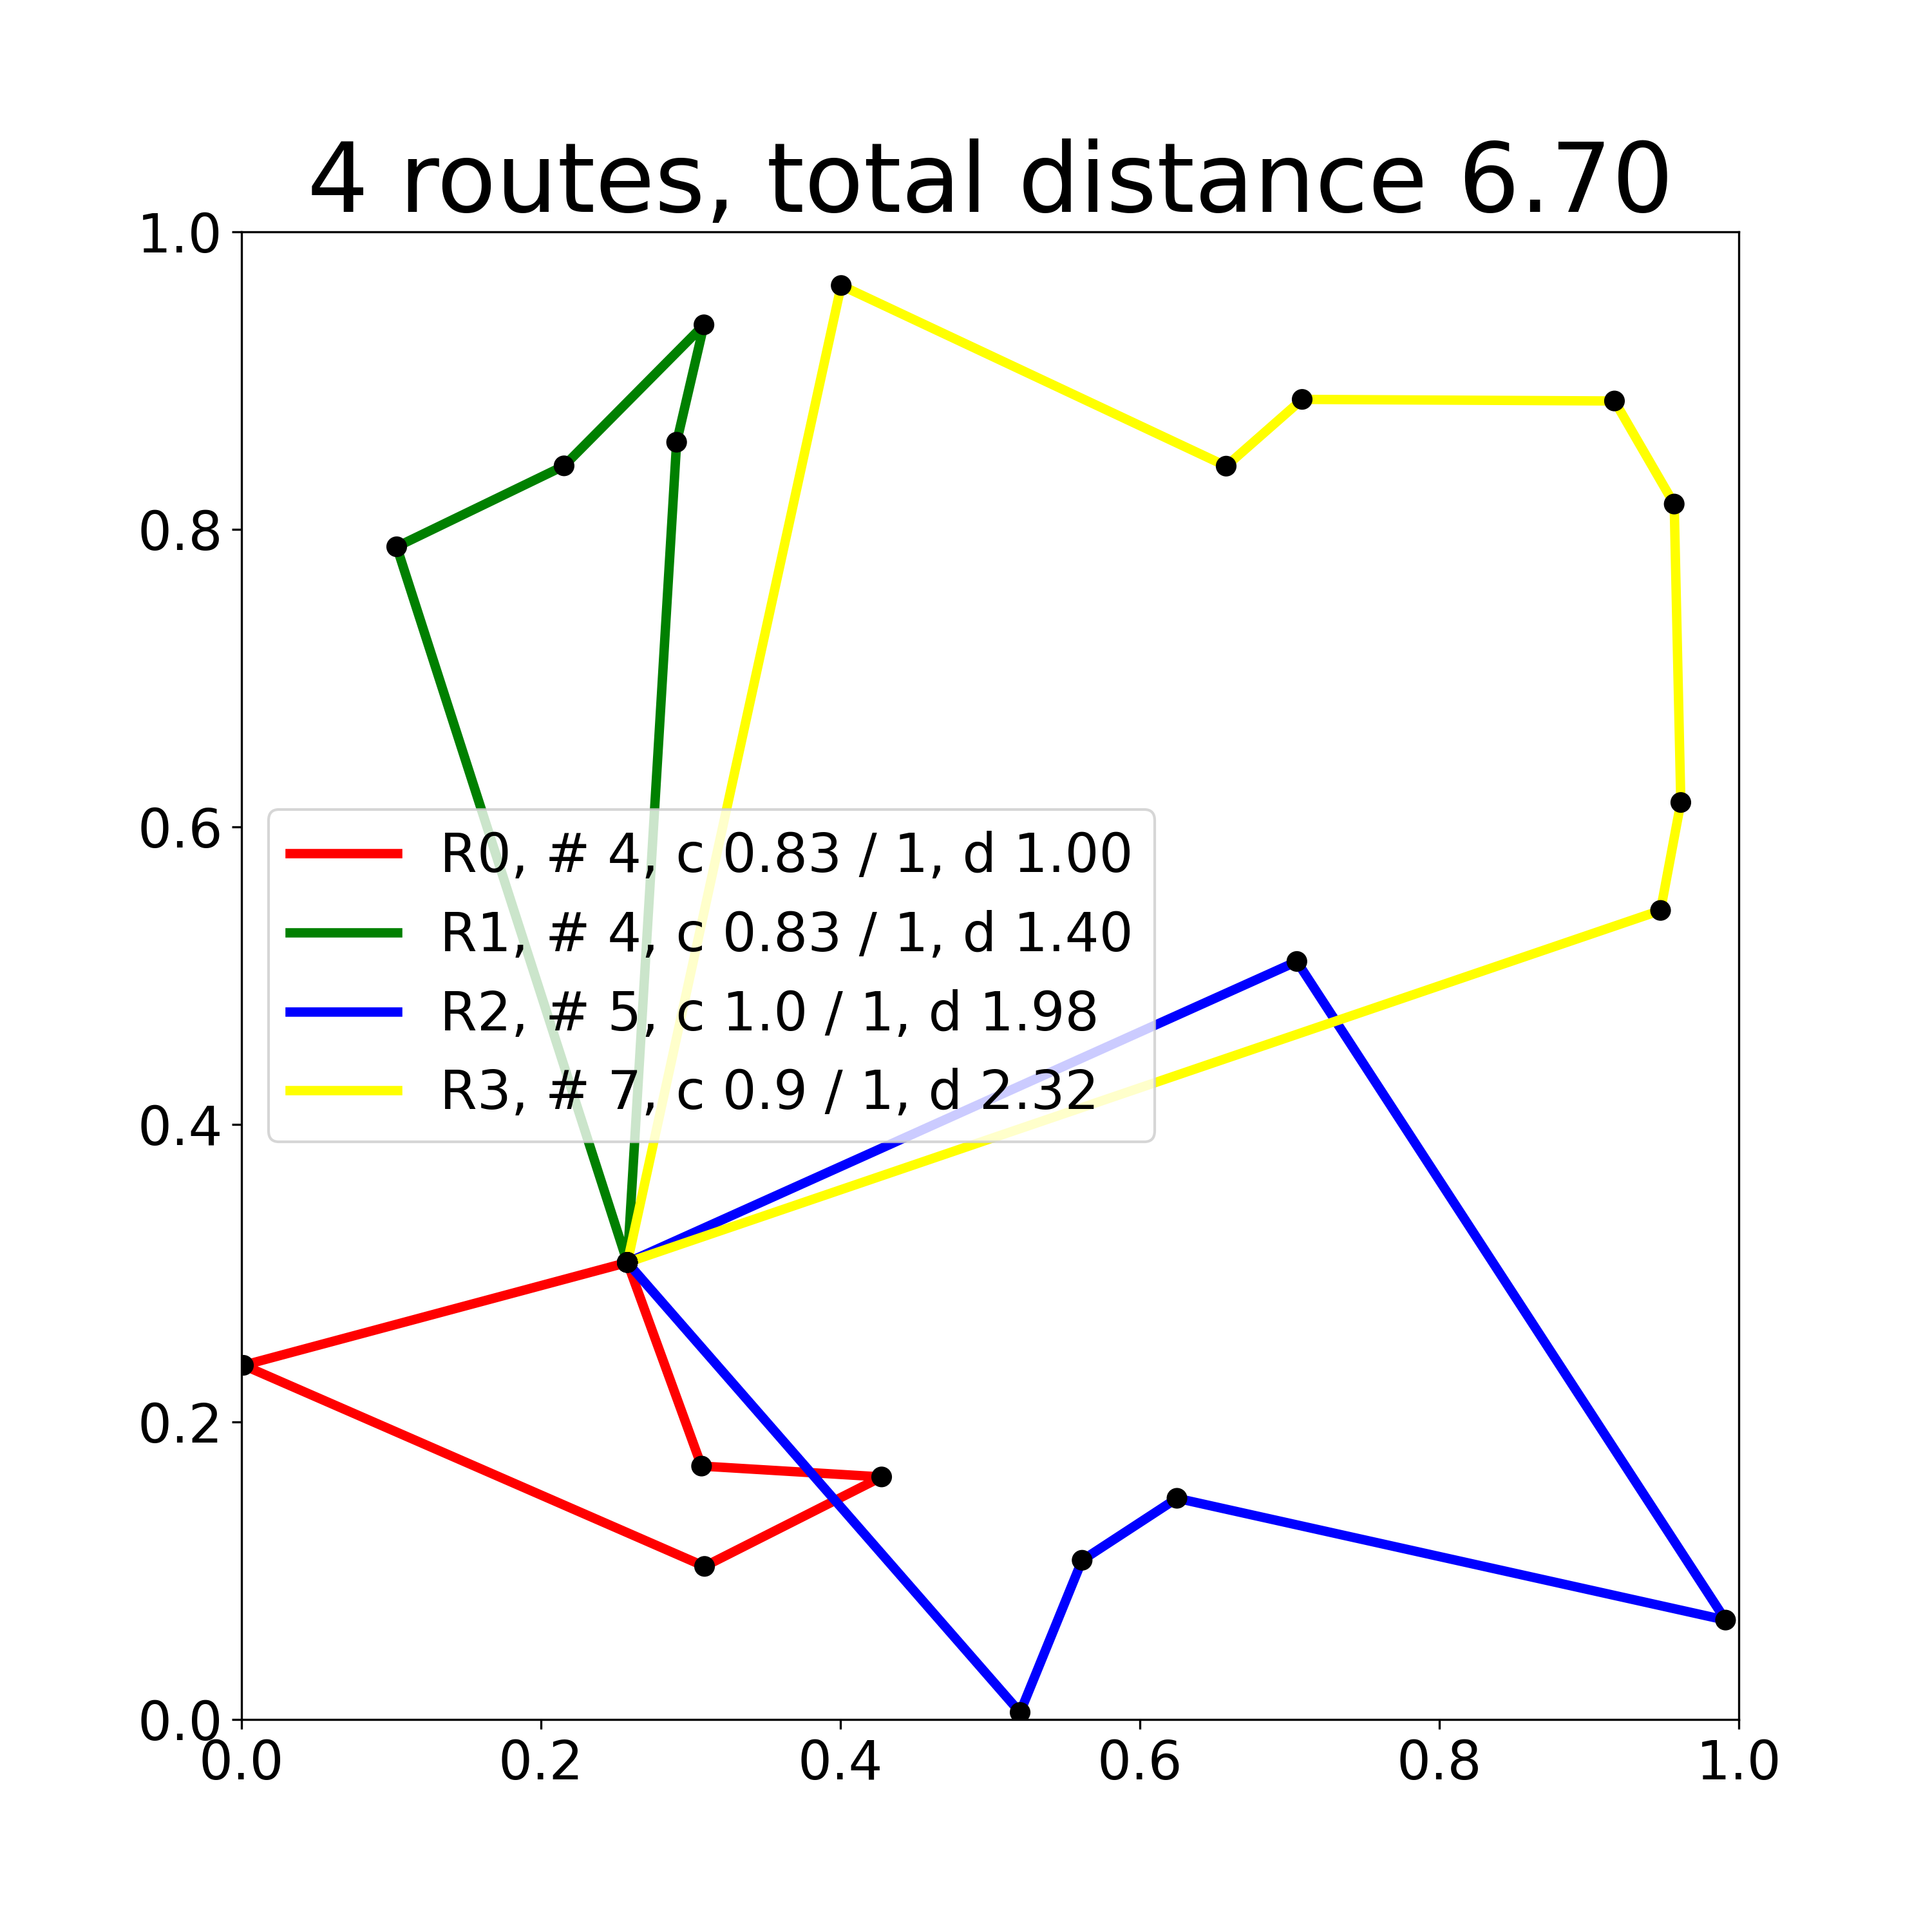 4 routes, total distance 6.70
1.0
0.8
0.6
R0, # 4, c 0.83 / 1, d 1.00
R1, # 4, c 0.83 / 1, d 1.40
R2, # 5, c 1.0 / 1, d 1.98
R3, # 7, c 0.9 / 1, d 2.32
0.4
0.2
0.0
0.0 0.2 0.4 0.6 0.8 1.0